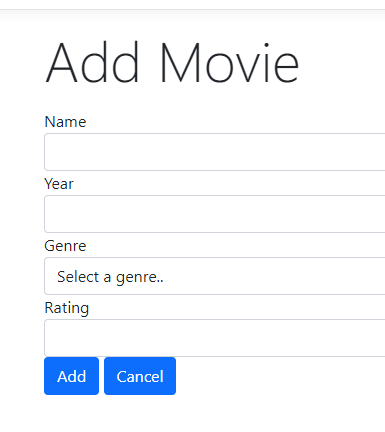 Add Movie
Name
Year
Genre
Select a genre..
Rating
Add Cancel